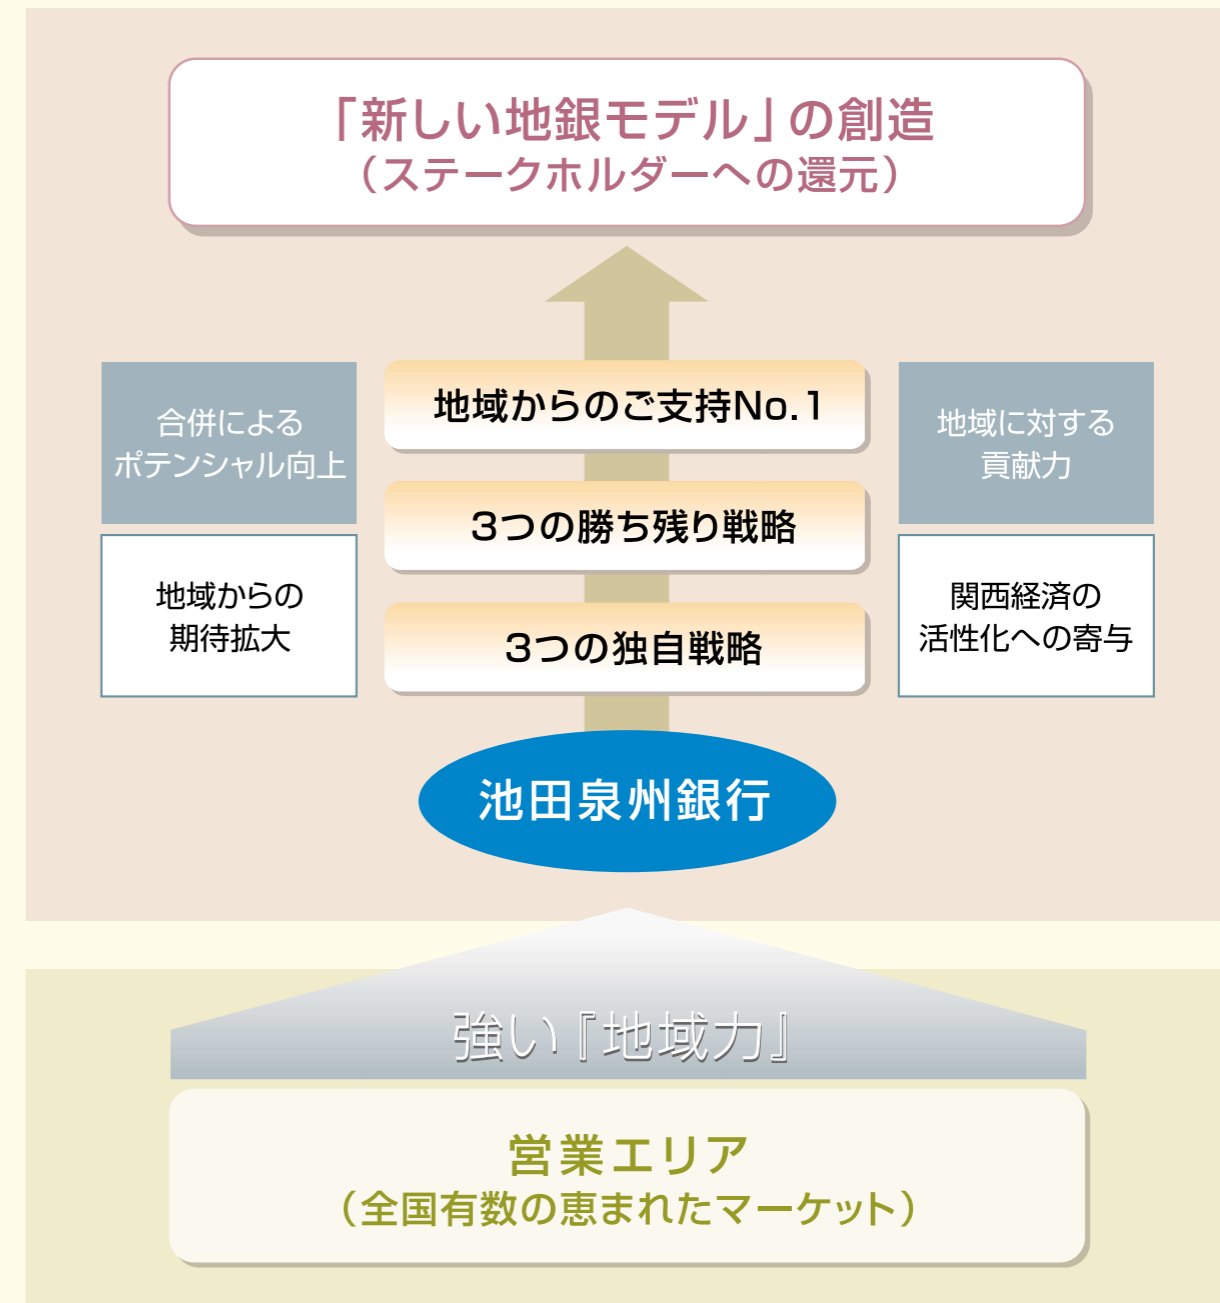 「新しい地銀モデル」の創造
(ステークホルダーへの還元)
合併による
ポテンシャル向上
地域からの
期待拡大
地域からのご支持No.1
3つの勝ち残り戦略
3つの独自戦略
地域に対する
貢献力
関西経済の
活性化への寄与
池田泉州銀行
強い『地域力』
営業エリア
(全国有数の恵まれたマーケット)